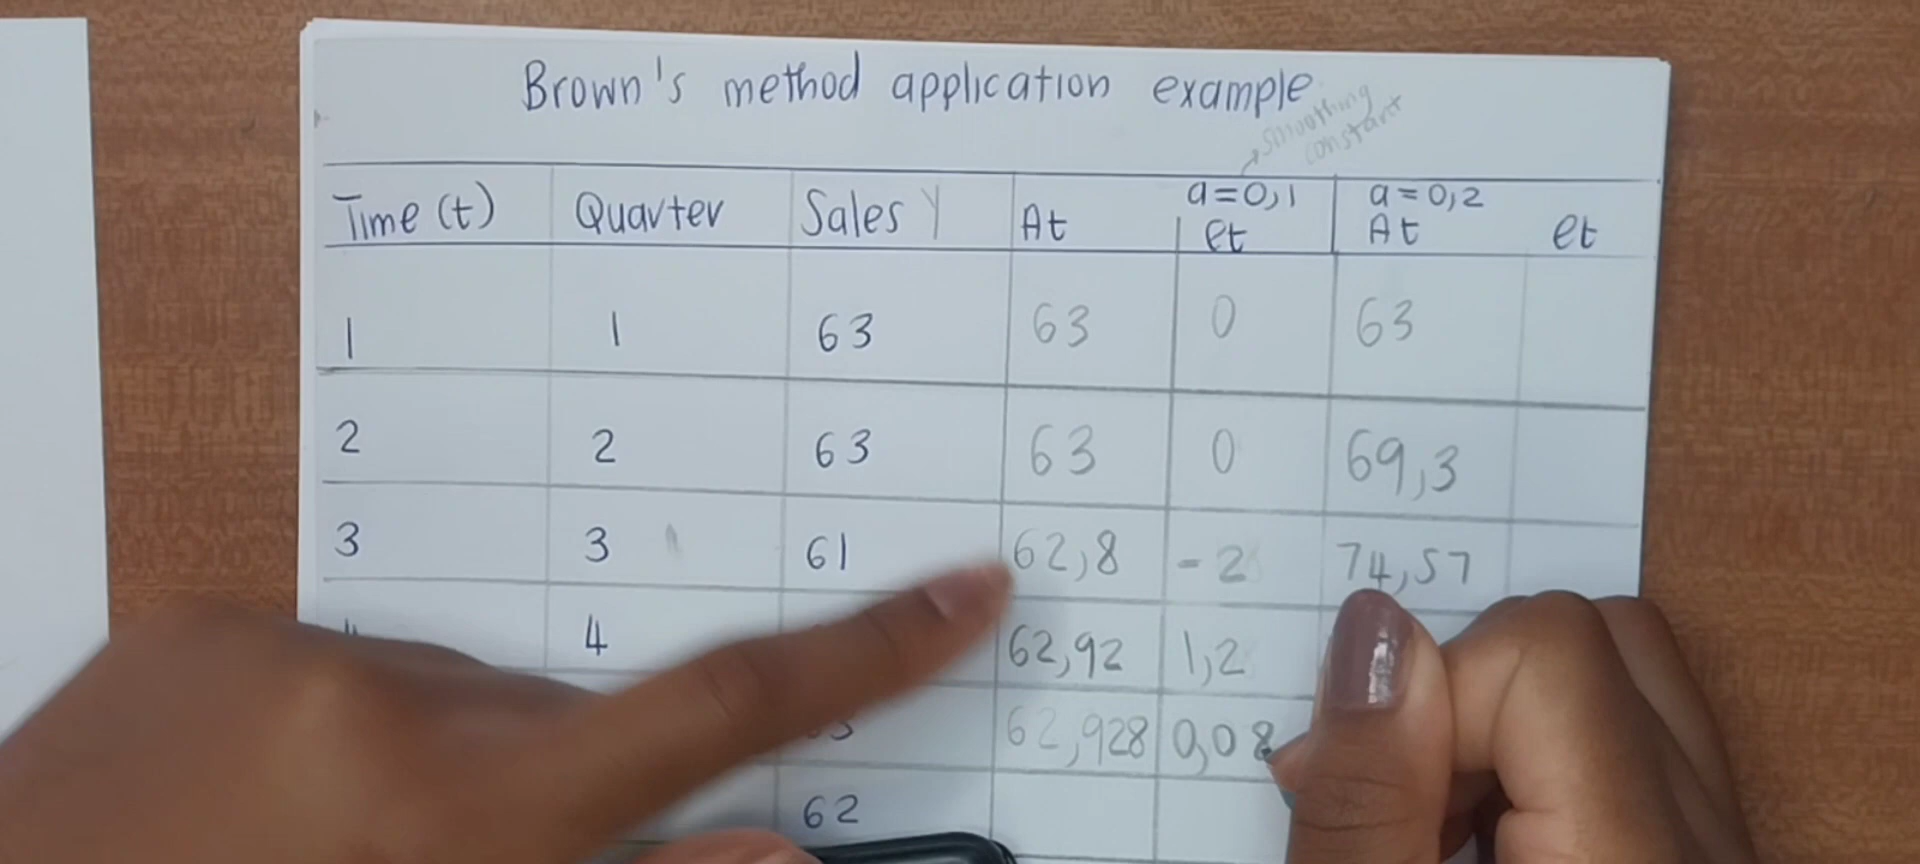 Brown's method application example
smoothing
constant
a=0,1 a=0,2
Time (t) Quarter Sales Y At et At et
1 1 63 63 0 63
2 2 63 63 0 69,3
3 3 61 62,8 -2 74,57
4 62,92 1,2
62,928 0,08
62